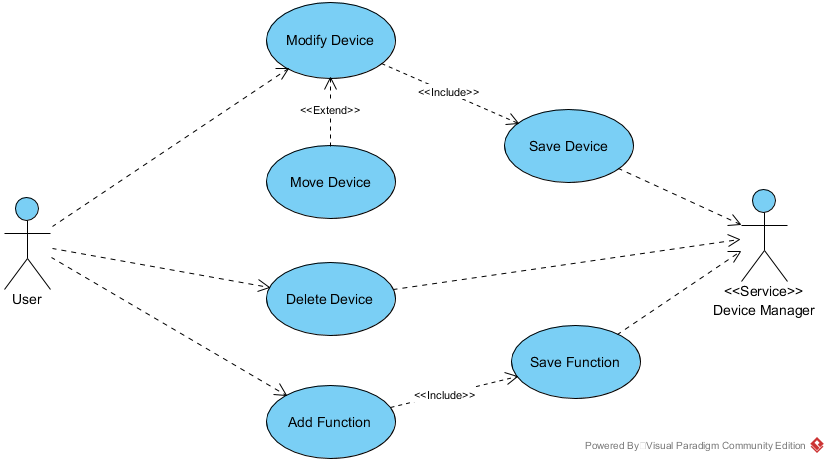 Modify Device
<<Include>>
<<Extend>>
Save Device
Move Device
User
Delete Device
<<Service>>
Device Manager
Save Function
<<Include>>
Add Function
Powered By Visual Paradigm Community Edition